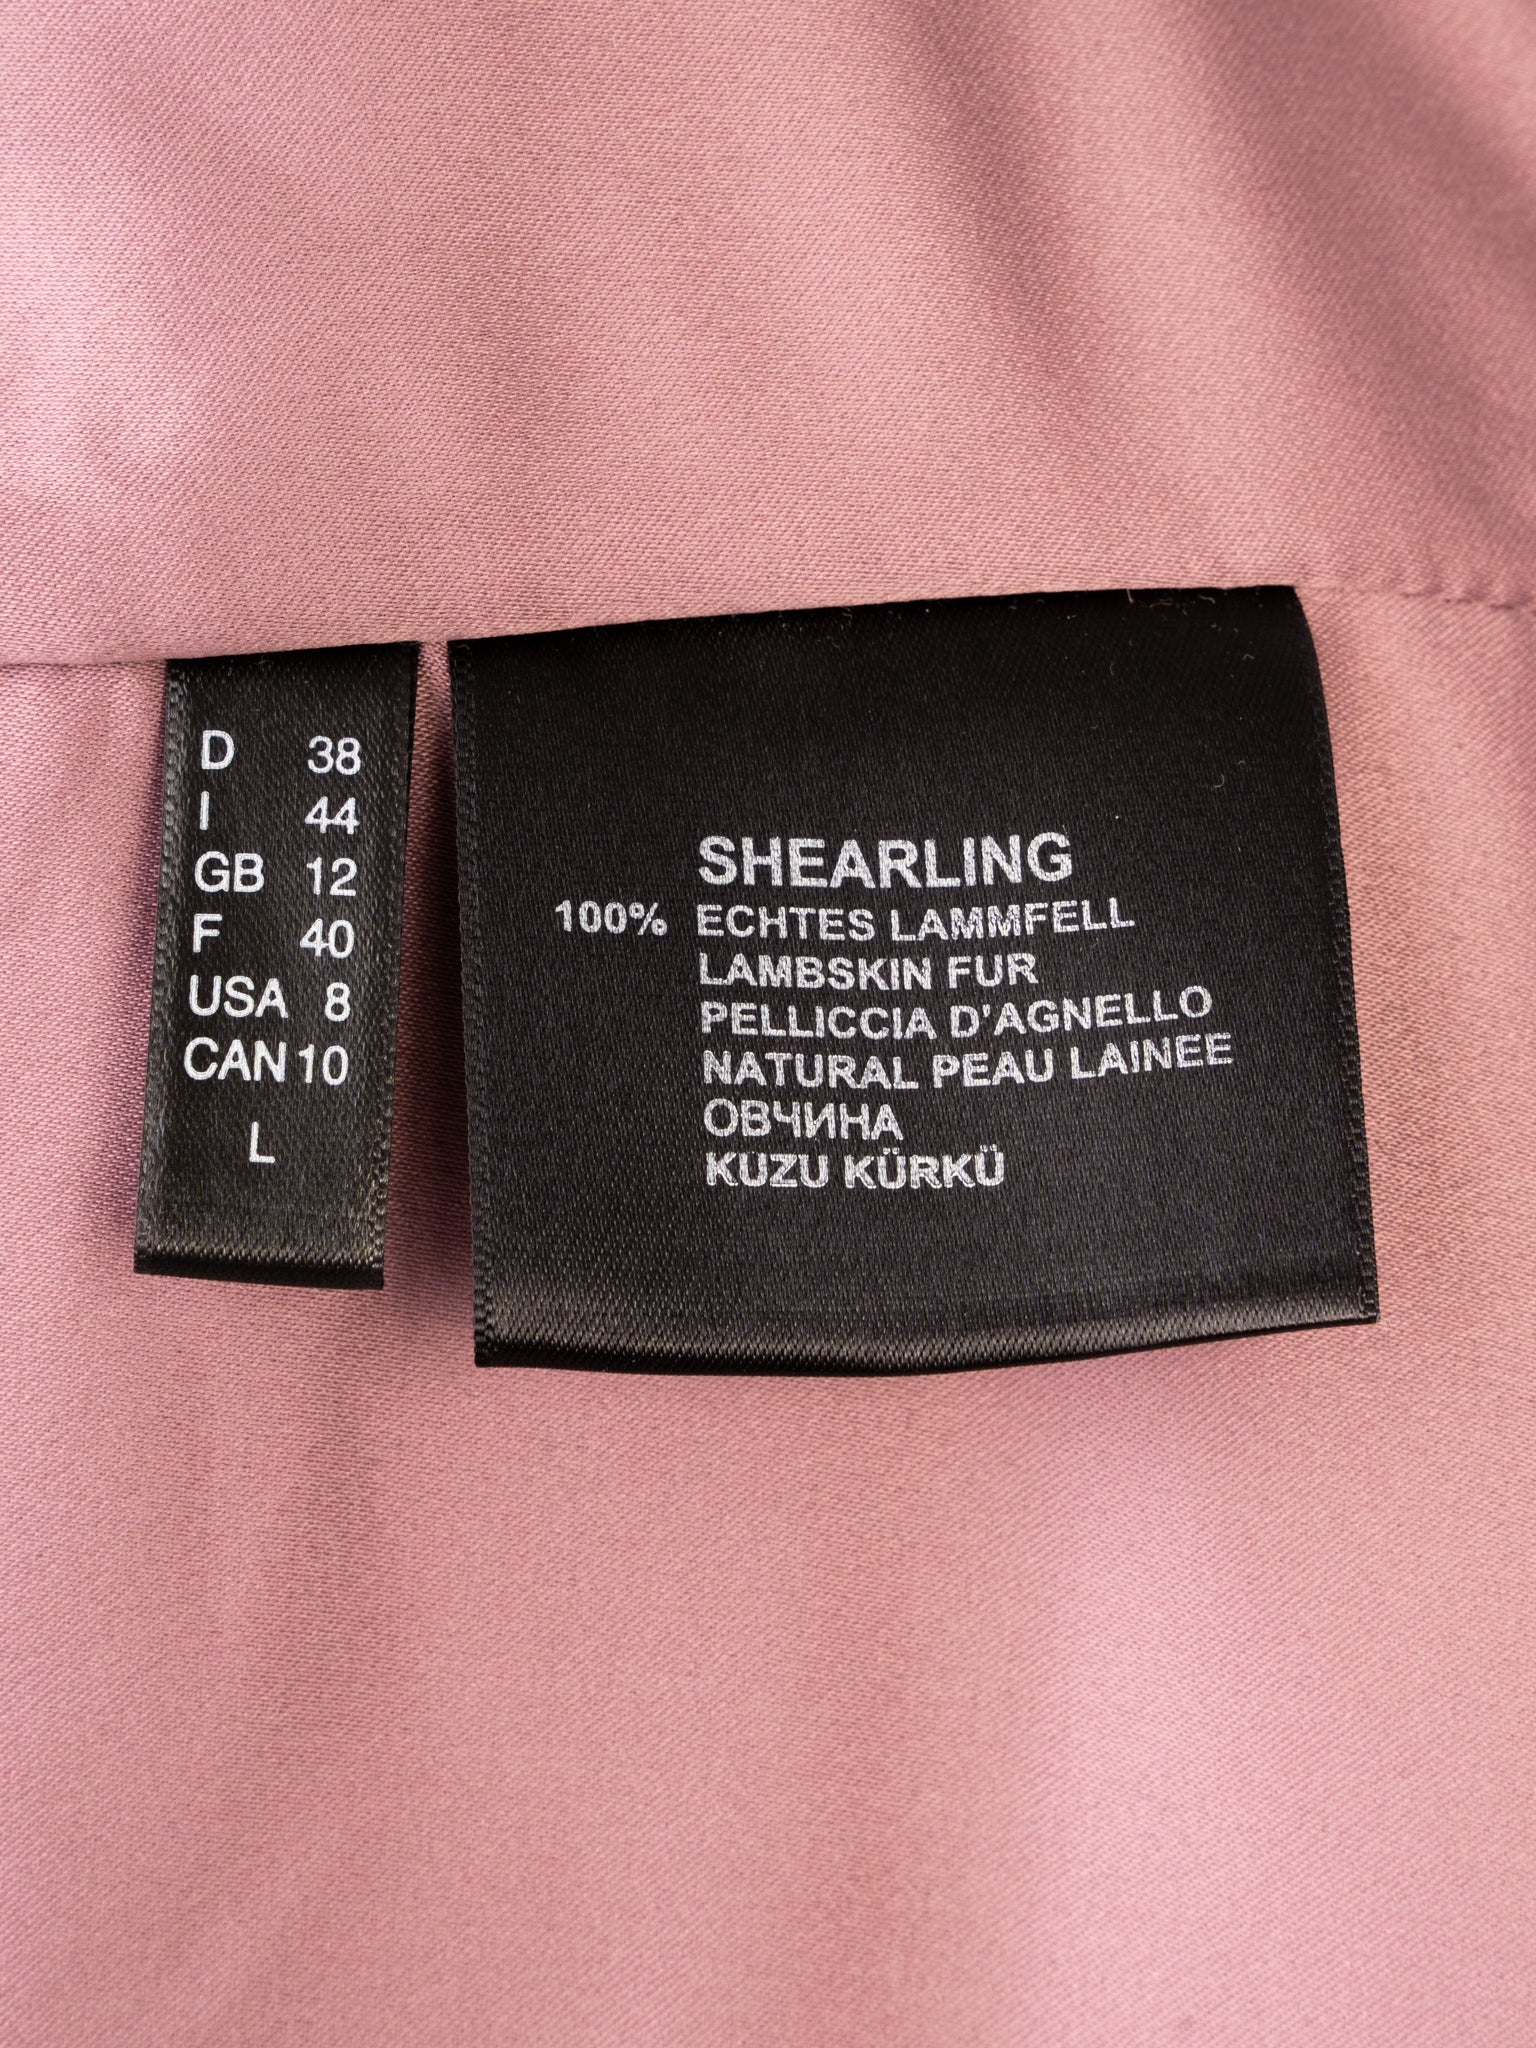 D 38
I 44
GB 12
F 40
USA 8
CAN 10
L
SHEARLING
100% ECHTES LAMMFELL
LAMBSKIN FUR
PELLICCIA D'AGNELLO
NATURAL PEAU LAINEE
ОВЧИНА
KUZU KÜRKÜ